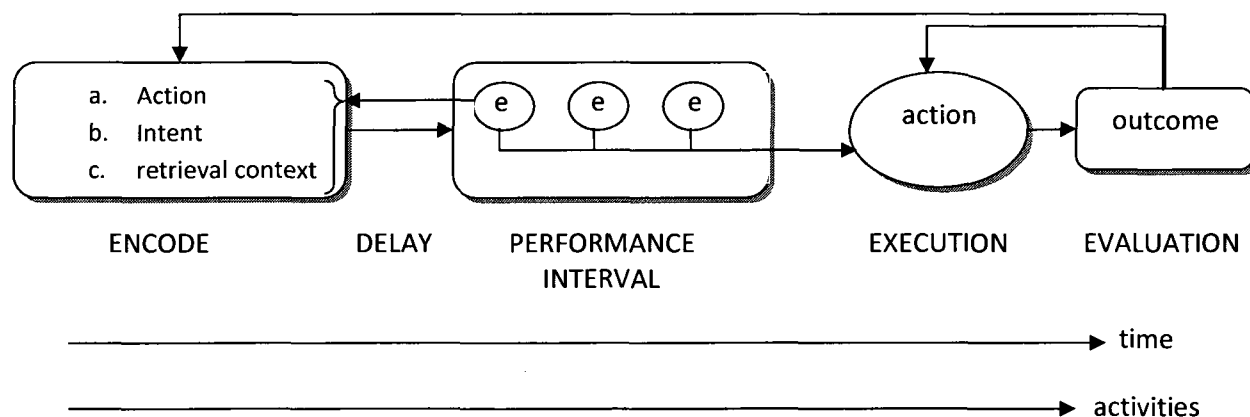 a. Action
b. Intent
c. retrieval context
e e e
action
outcome
ENCODE DELAY PERFORMANCE INTERVAL EXECUTION EVALUATION
time
activities